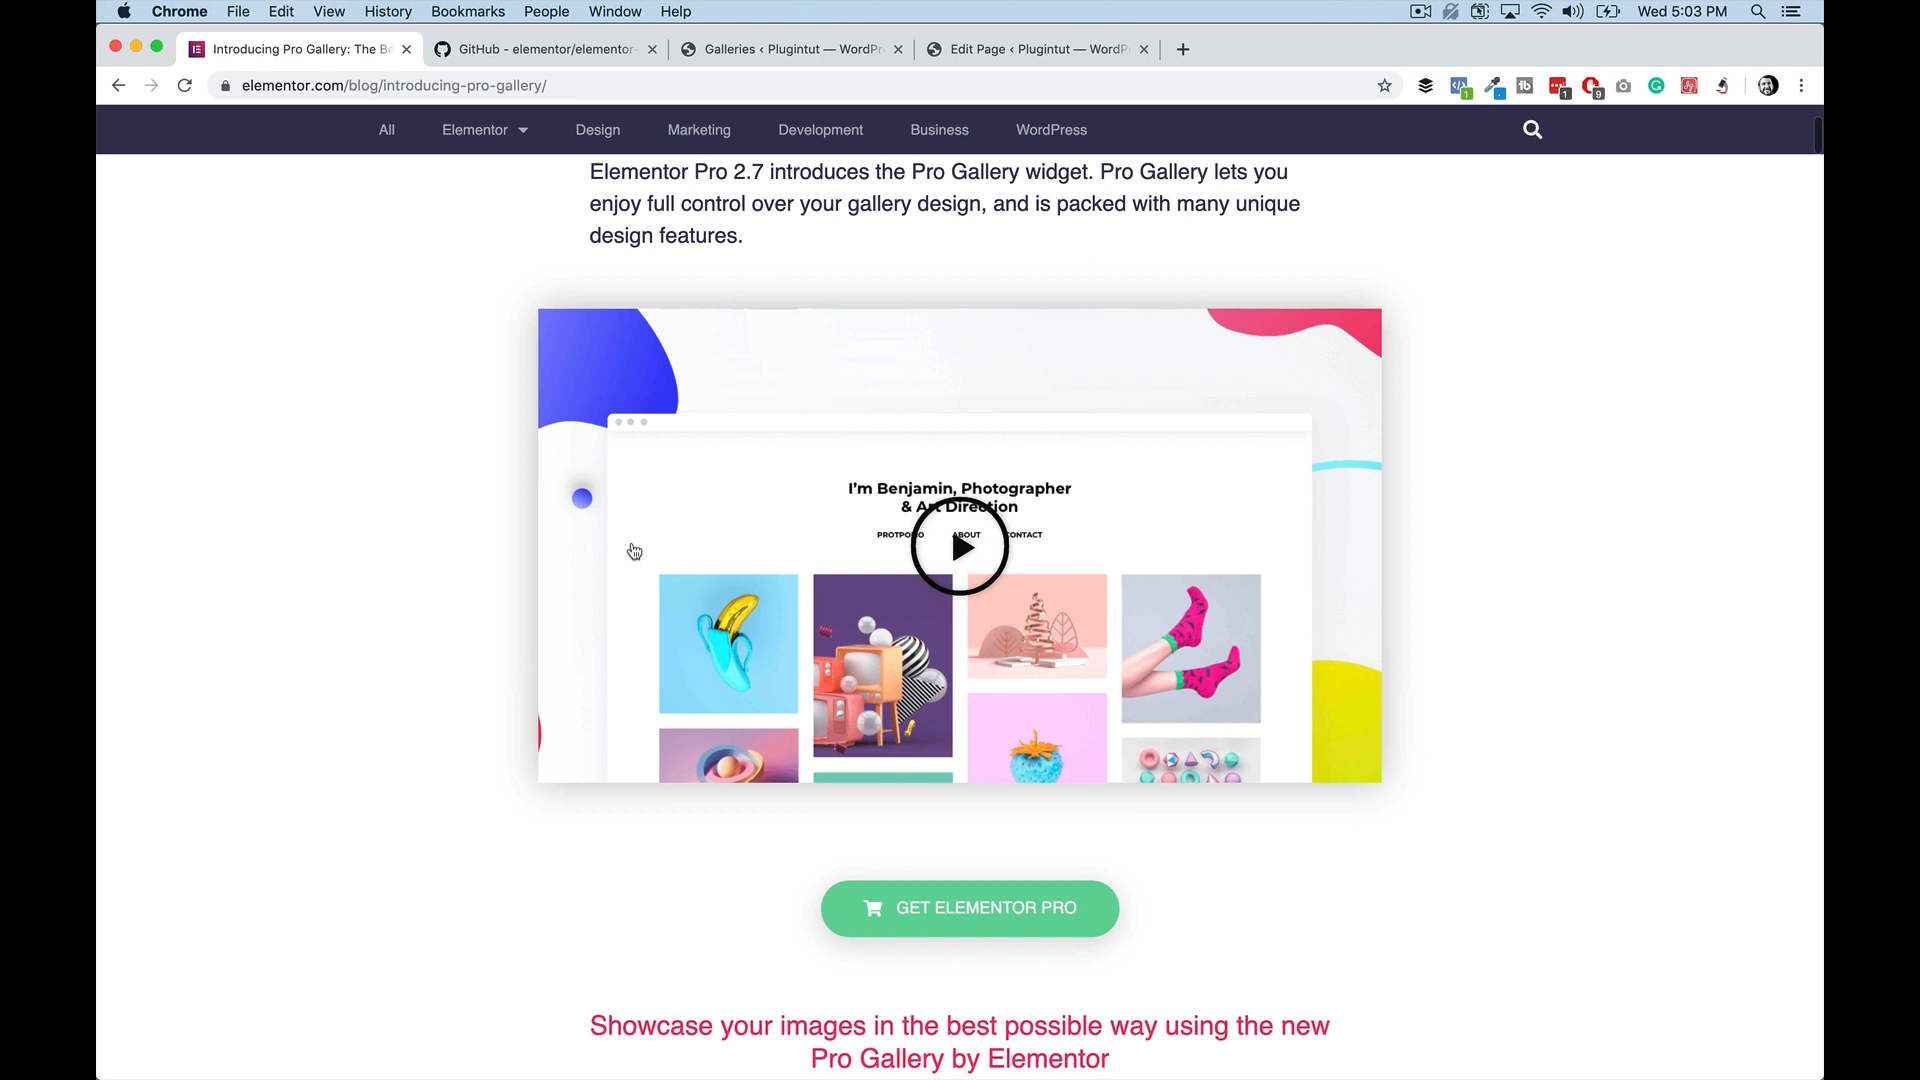 Chrome File Edit View History Bookmarks People Window Help Wed 5:03 PM
Introducing Pro Gallery: The Be GitHub - elementor/elementor- Galleries ‹ Plugintut — WordPr Edit Page ‹ Plugintut — WordP
elementor.com/blog/introducing-pro-gallery/
All Elementor Design Marketing Development Business WordPress
Elementor Pro 2.7 introduces the Pro Gallery widget. Pro Gallery lets you
enjoy full control over your gallery design, and is packed with many unique
design features.
I'm Benjamin, Photographer
& Art Direction
ABOUT CONTACT
GET ELEMENTOR PRO
Showcase your images in the best possible way using the new
Pro Gallery by Elementor